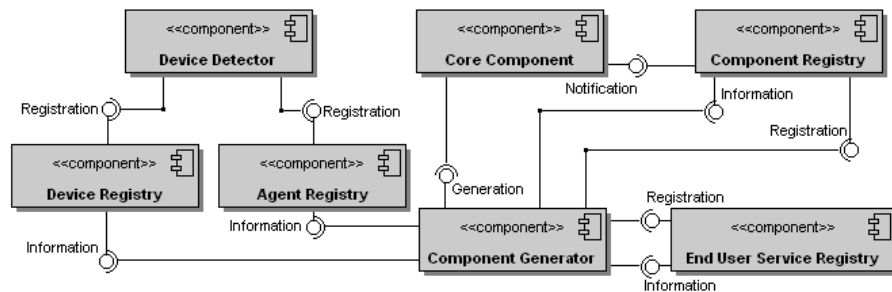 <<component>>
Device Detector
<<component>>
Core Component
<<component>>
Component Registry
Registration
Registration
Notification
Information
Registration
<<component>>
Device Registry
<<component>>
Agent Registry
Generation
Information
Information
<<component>>
Component Generator
Registration
<<component>>
End User Service Registry
Information